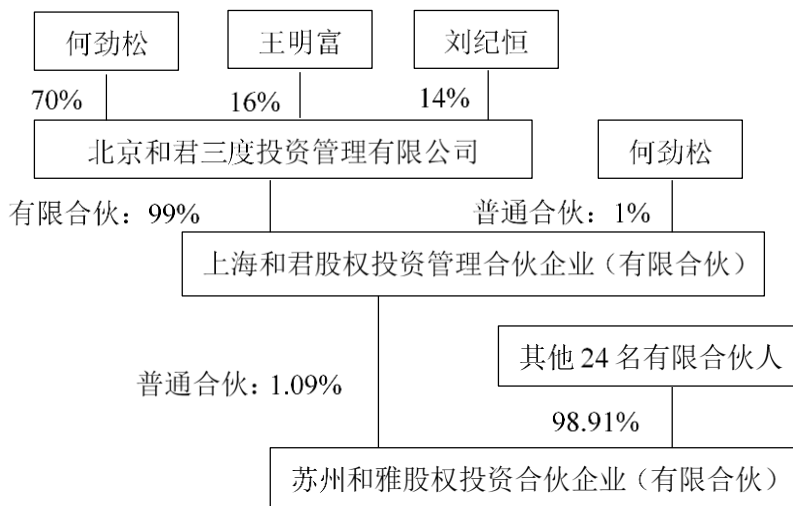 何劲松
王明富
刘纪恒
70%
16%
14%
北京和君三度投资管理有限公司
何劲松
有限合伙：99%
普通合伙：1%
上海和君股权投资管理合伙企业（有限合伙）
其他 24 名有限合伙人
普通合伙：1.09%
98.91%
苏州和雅股权投资合伙企业（有限合伙）